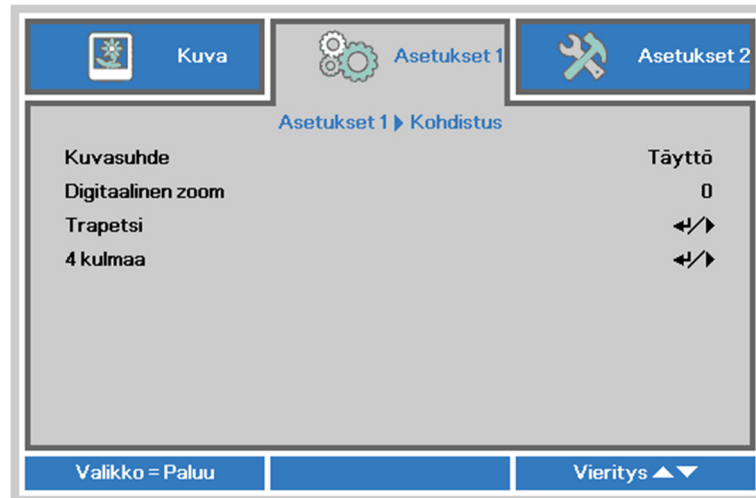 Kuva Asetukset 1 Asetukset 2
Asetukset 1 Kohdistus
Kuvasuhde Täyttö
Digitaalinen zoom 0
Trapetsi
4 kulmaa
Valikko = Paluu Vieritys